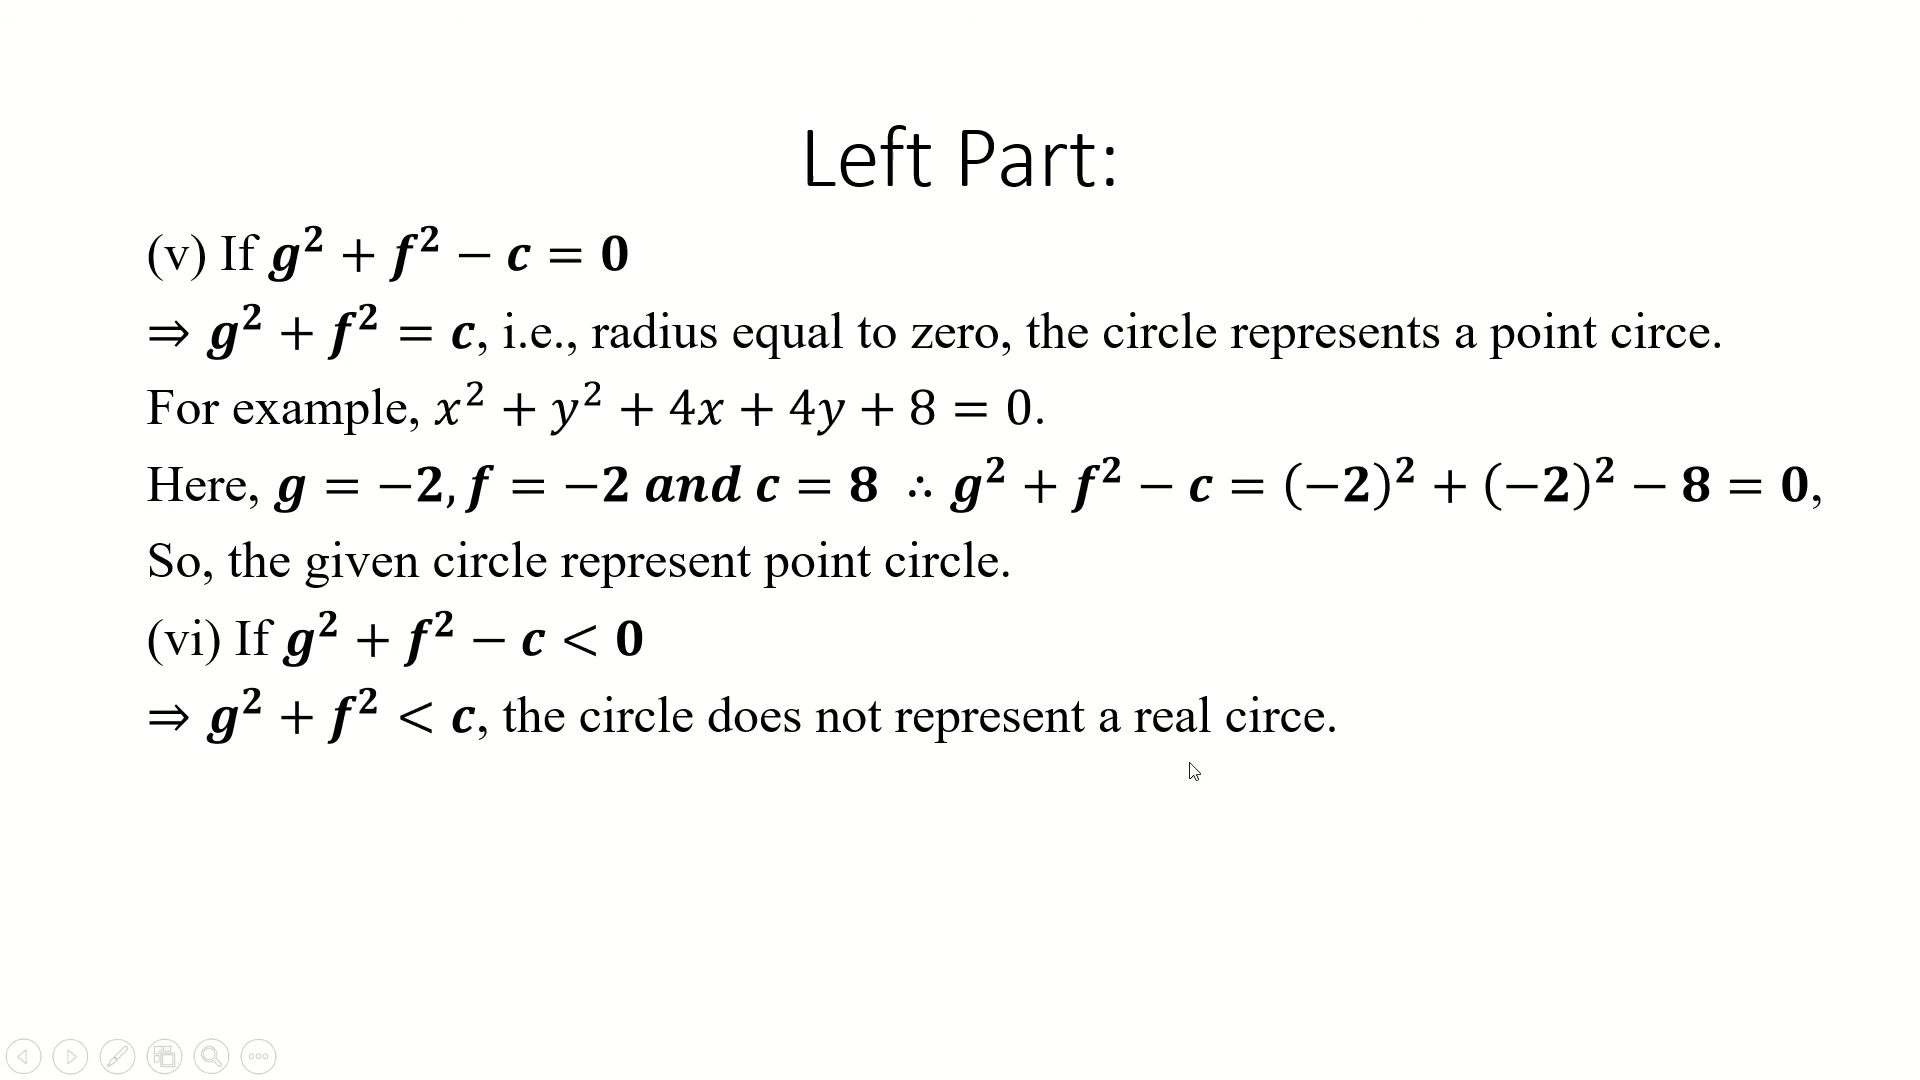 Left Part:
(v) If g² + f² − c = 0
⇒ g² + f² = c, i.e., radius equal to zero, the circle represents a point circe.
For example, x² + y² + 4x + 4y + 8 = 0.
Here, g = −2, f = −2 and c = 8 ∴ g² + f² − c = (−2)² + (−2)² − 8 = 0,
So, the given circle represent point circle.
(vi) If g² + f² − c < 0
⇒ g² + f² < c, the circle does not represent a real circe.